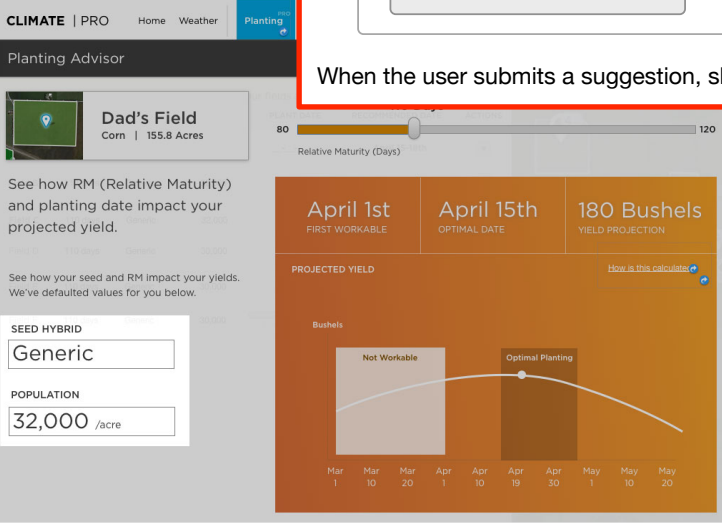 CLIMATE | PRO Home Weather Planting PRO
Planting Advisor
When the user submits a suggestion, sl
Dad's Field
Corn | 155.8 Acres
80 120
Relative Maturity (Days)
See how RM (Relative Maturity)
and planting date impact your
projected yield.
See how your seed and RM impact your yields.
We've defaulted values for you below.
SEED HYBRID
Generic
POPULATION
32,000 /acre
April 1st April 15th 180 Bushels
FIRST WORKABLE OPTIMAL DATE YIELD PROJECTION
PROJECTED YIELD How is this calculated
Bushels
Not Workable Optimal Planting
Mar Mar Mar Apr Apr Apr Apr May May May
1 10 20 1 10 19 30 1 10 20